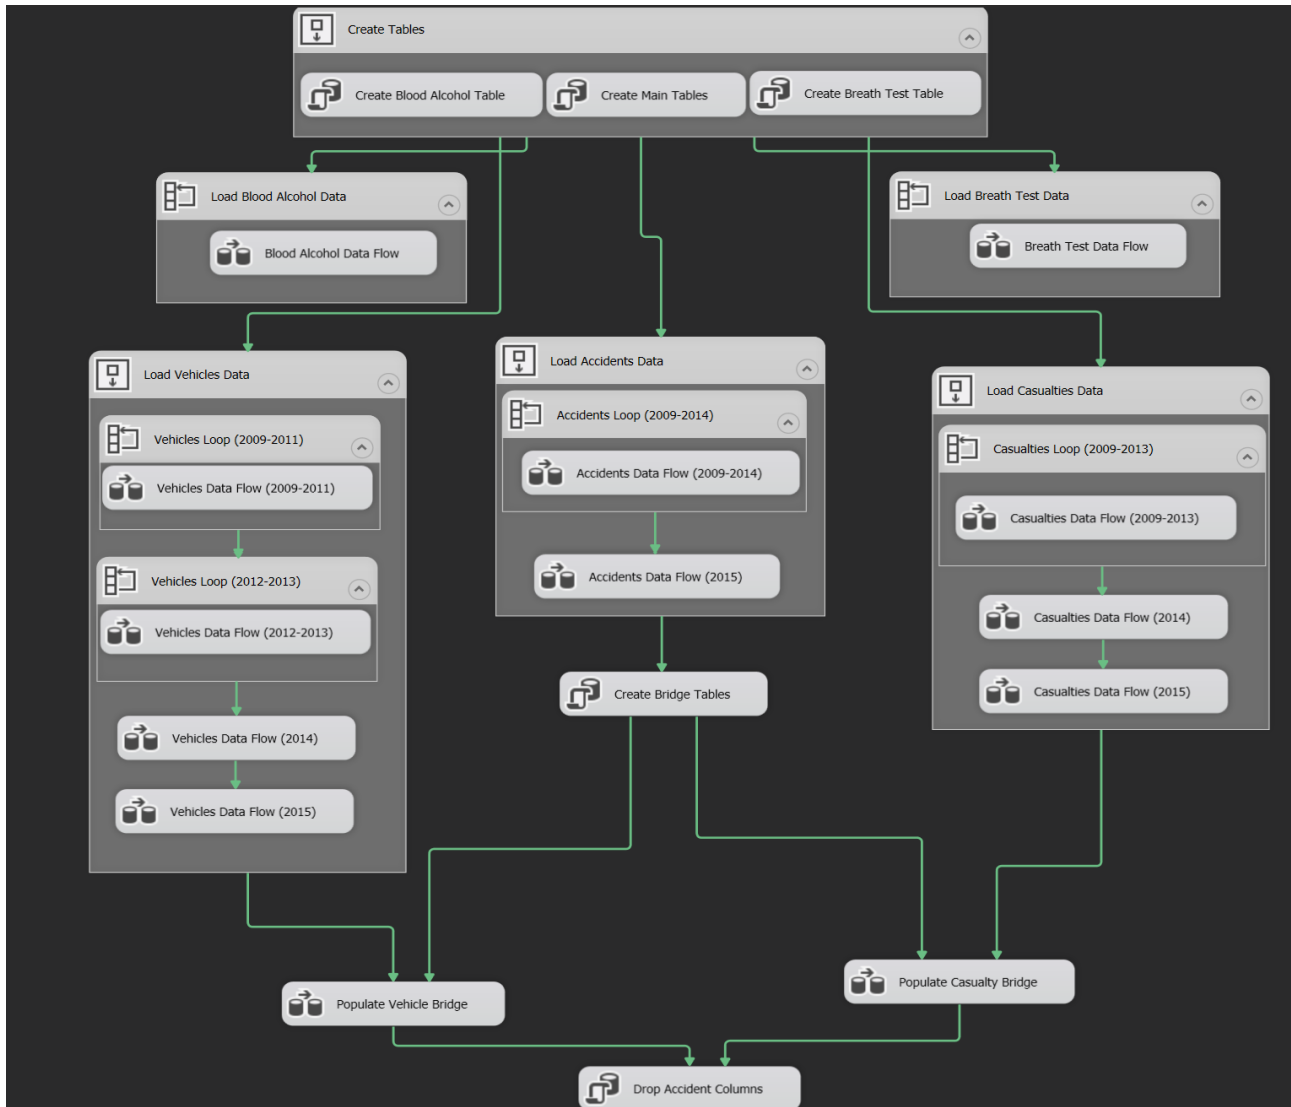 Create Tables
Create Blood Alcohol Table
Create Main Tables
Create Breath Test Table
Load Blood Alcohol Data
Blood Alcohol Data Flow
Load Breath Test Data
Breath Test Data Flow
Load Vehicles Data
Vehicles Loop (2009-2011)
Vehicles Data Flow (2009-2011)
Vehicles Loop (2012-2013)
Vehicles Data Flow (2012-2013)
Vehicles Data Flow (2014)
Vehicles Data Flow (2015)
Load Accidents Data
Accidents Loop (2009-2014)
Accidents Data Flow (2009-2014)
Accidents Data Flow (2015)
Load Casualties Data
Casualties Loop (2009-2013)
Casualties Data Flow (2009-2013)
Casualties Data Flow (2014)
Casualties Data Flow (2015)
Create Bridge Tables
Populate Vehicle Bridge
Populate Casualty Bridge
Drop Accident Columns